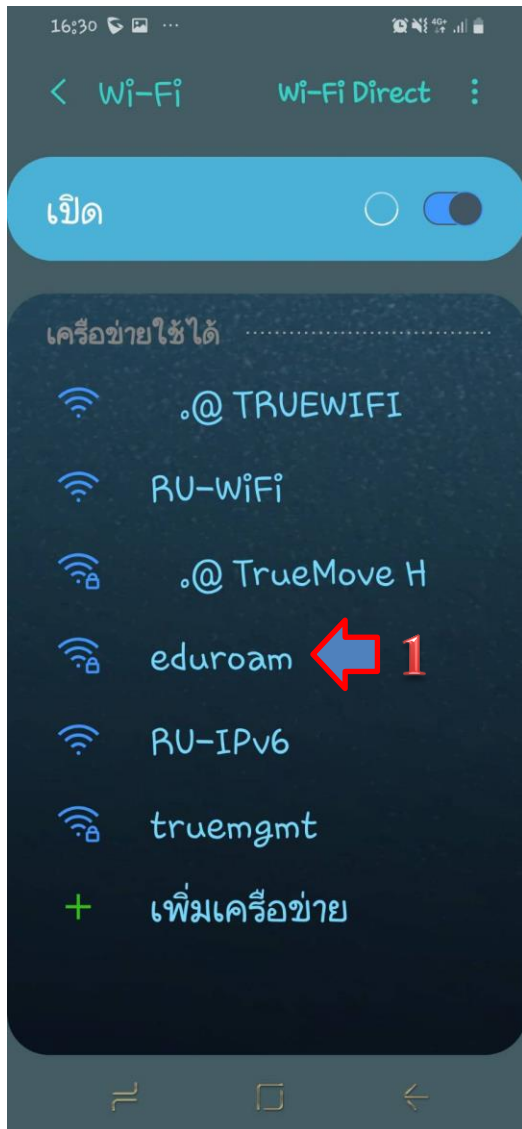 16:30
4G+
< Wi-Fi Wi-Fi Direct
เปิด
เครือข่ายใช้ได้
.@ TRUEWIFI
RU-WiFi
.@ TrueMove H
eduroam 1
RU-IPv6
truemgmt
+ เพิ่มเครือข่าย